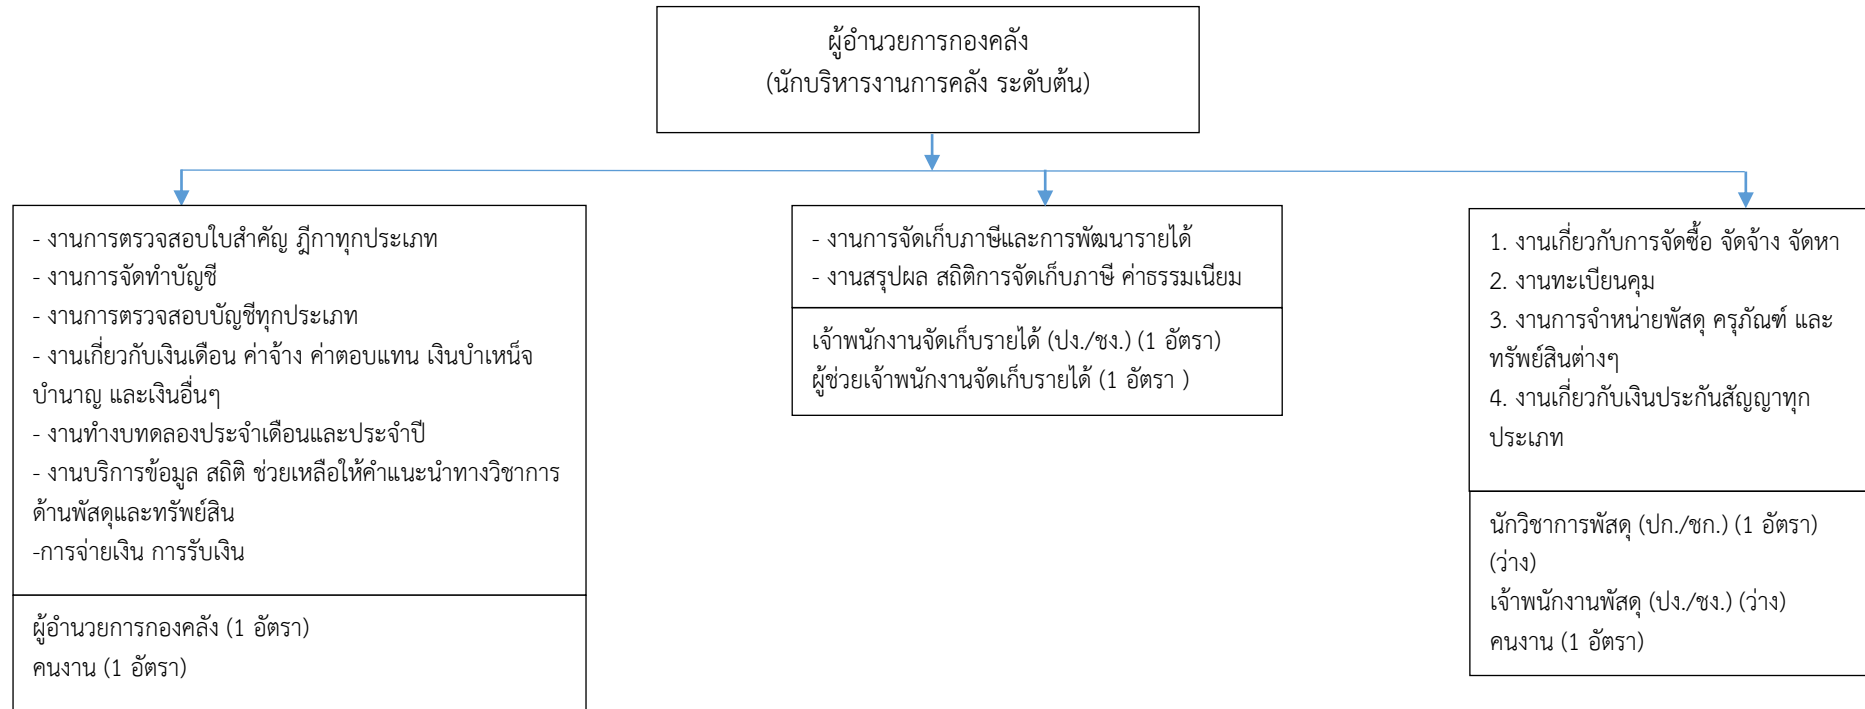 ผู้อำนวยการกองคลัง
(นักบริหารงานการคลัง ระดับต้น)
- งานการตรวจสอบใบสำคัญ ฎีกาทุกประเภท
- งานการจัดทำบัญชี
- งานการตรวจสอบบัญชีทุกประเภท
- งานเกี่ยวกับเงินเดือน ค่าจ้าง ค่าตอบแทน เงินบำเหน็จ
บำนาญ และเงินอื่นๆ
- งานทำงบทดลองประจำเดือนและประจำปี
- งานบริการข้อมูล สถิติ ช่วยเหลือให้คำแนะนำทางวิชาการ
ด้านพัสดุและทรัพย์สิน
-การจ่ายเงิน การรับเงิน
ผู้อำนวยการกองคลัง (1 อัตรา)
คนงาน (1 อัตรา)
- งานการจัดเก็บภาษีและการพัฒนารายได้
- งานสรุปผล สถิติการจัดเก็บภาษี ค่าธรรมเนียม
เจ้าพนักงานจัดเก็บรายได้ (ปง./ชง.) (1 อัตรา)
ผู้ช่วยเจ้าพนักงานจัดเก็บรายได้ (1 อัตรา )
1. งานเกี่ยวกับการจัดซื้อ จัดจ้าง จัดหา
2. งานทะเบียนคุม
3. งานการจำหน่ายพัสดุ ครุภัณฑ์ และ
ทรัพย์สินต่างๆ
4. งานเกี่ยวกับเงินประกันสัญญาทุก
ประเภท
นักวิชาการพัสดุ (ปก./ชก.) (1 อัตรา)
(ว่าง)
เจ้าพนักงานพัสดุ (ปง./ชง.) (ว่าง)
คนงาน (1 อัตรา)